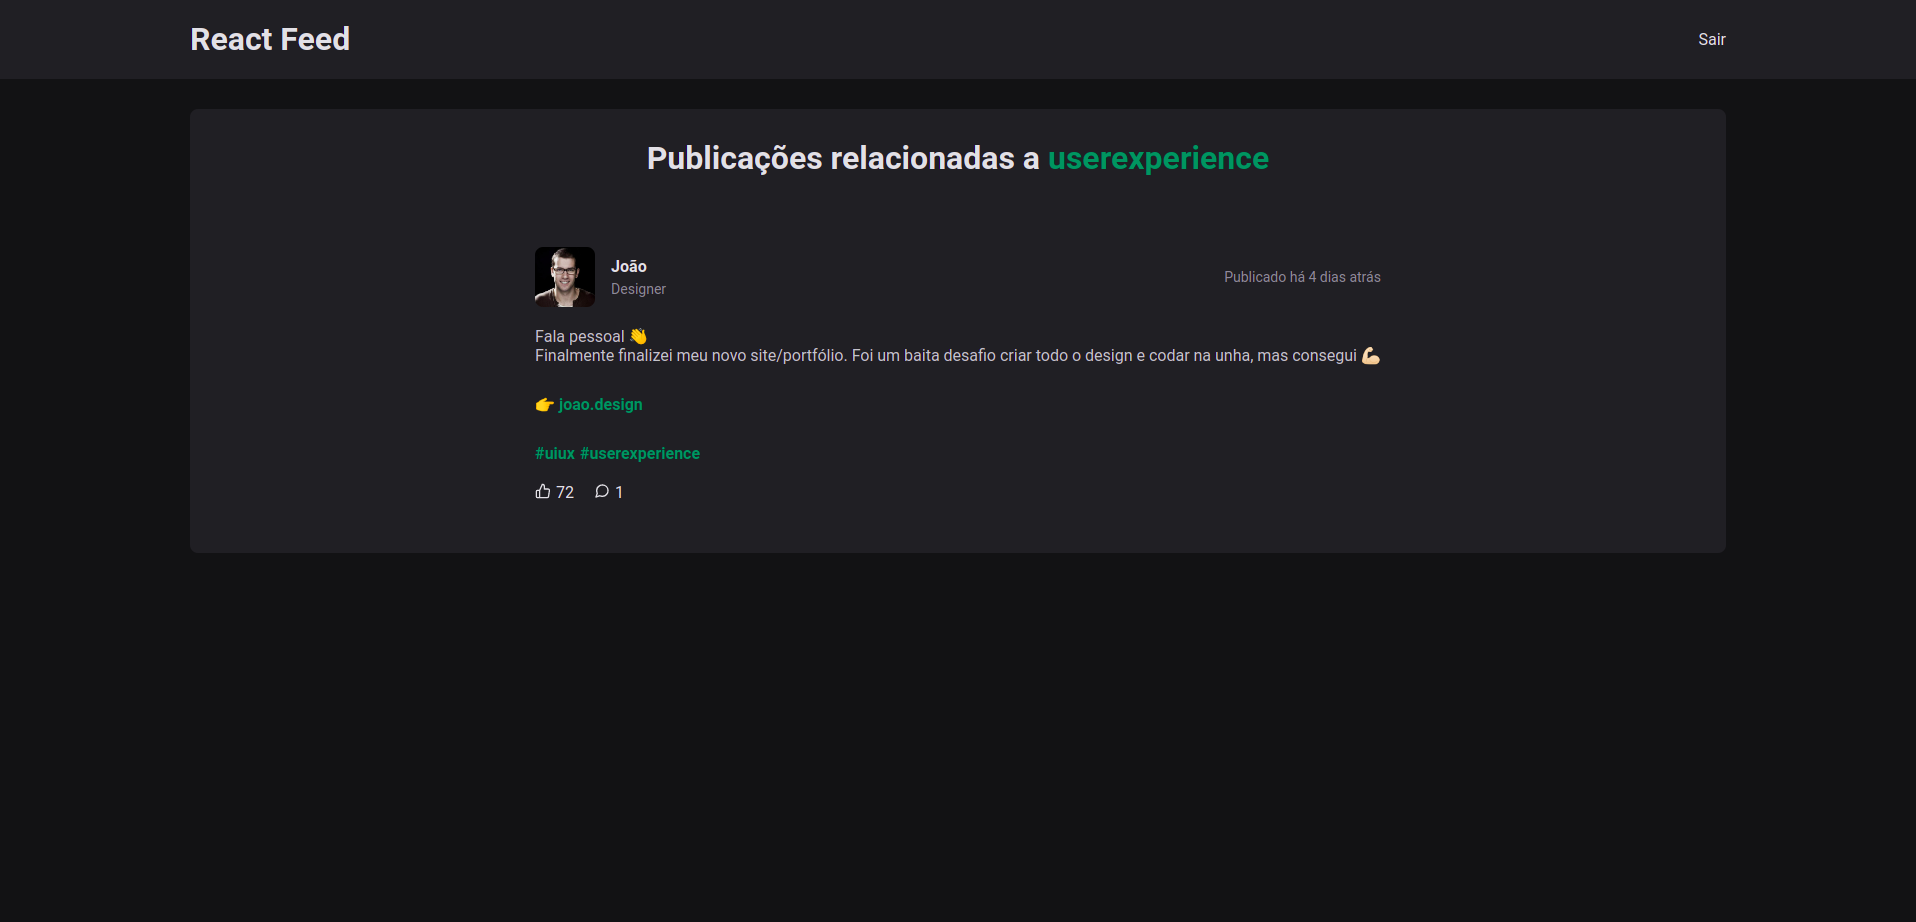 React Feed
Sair
Publicações relacionadas a userexperience
João
Designer
Publicado há 4 dias atrás
Fala pessoal 👋
Finalmente finalizei meu novo site/portfólio. Foi um baita desafio criar todo o design e codar na unha, mas consegui 💪🏼
👉 joao.design
#uiux #userexperience
72 1